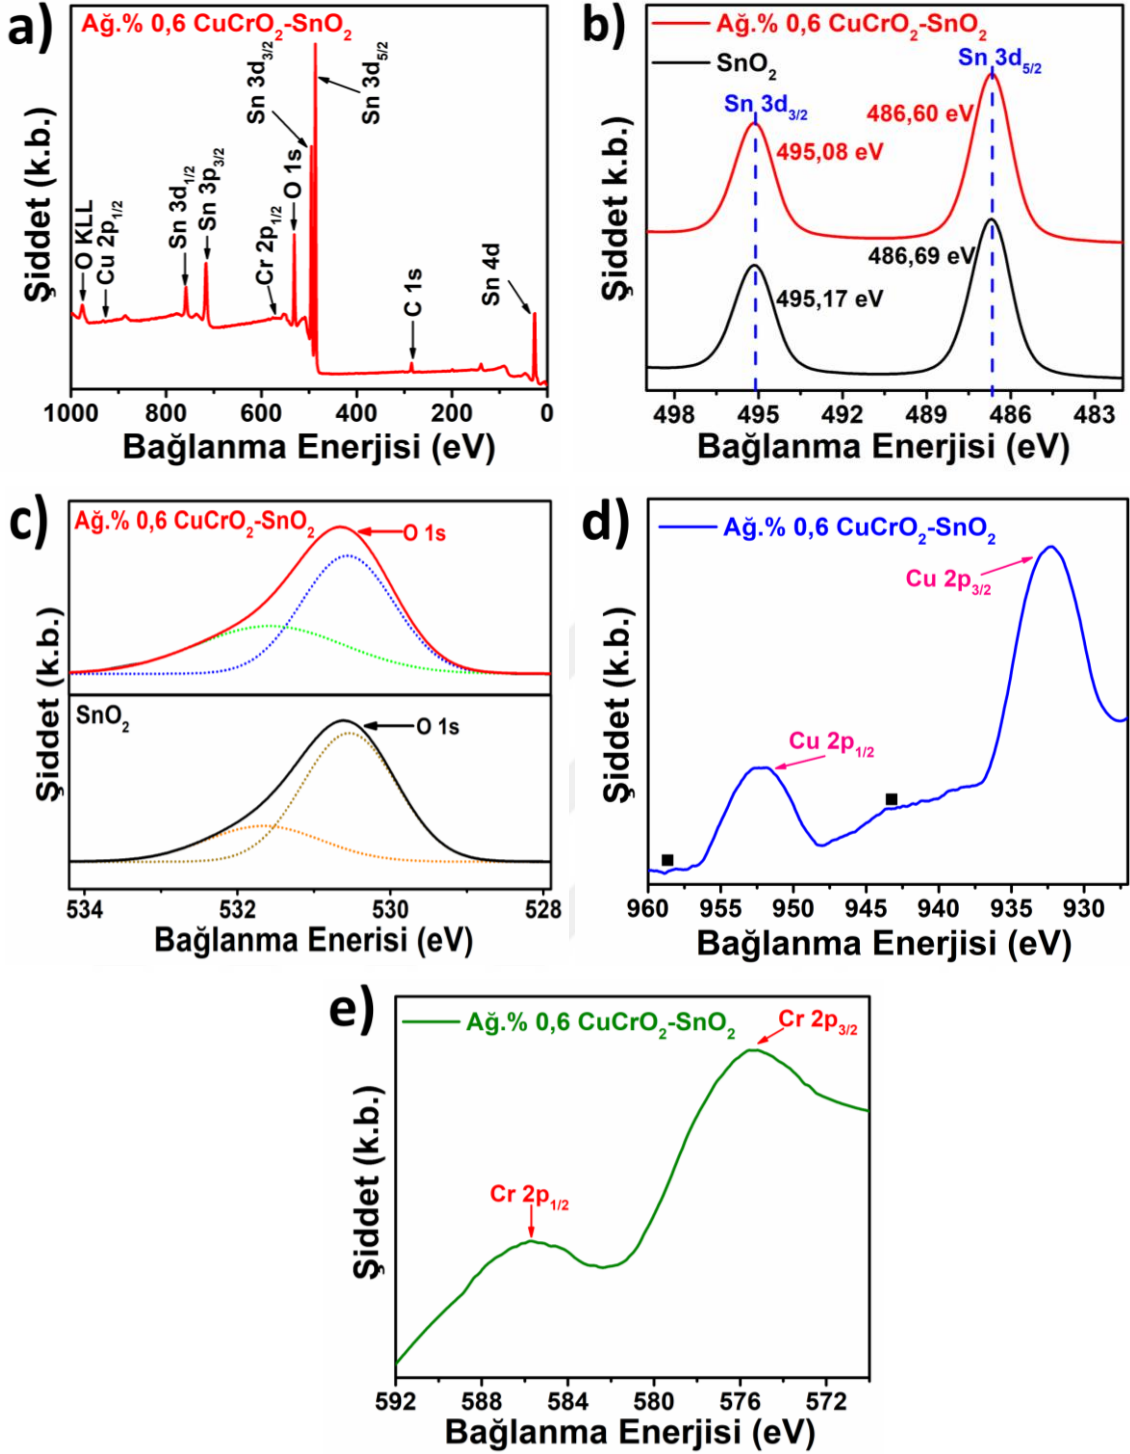 a)
Ağ.% 0,6 CuCrO₂-SnO₂
Sn 3d₃/₂
Sn 3d₅/₂
O KLL
Cu 2p₁/₂
Sn 3d₁/₂
Sn 3p₃/₂
Cr 2p₁/₂
O 1s
C 1s
Sn 4d
Şiddet (k.b.)
1000 800 600 400 200 0
Bağlanma Enerjisi (eV)
b)
Ağ.% 0,6 CuCrO₂-SnO₂
SnO₂
Sn 3d₅/₂
Sn 3d₃/₂
486,60 eV
495,08 eV
486,69 eV
495,17 eV
Şiddet k.b.)
498 495 492 489 486 483
Bağlanma Enerjisi (eV)
c)
Ağ.% 0,6 CuCrO₂-SnO₂
O 1s
SnO₂
O 1s
Şiddet (k.b.)
534 532 530 528
Bağlanma Enerisi (eV)
d)
Ağ.% 0,6 CuCrO₂-SnO₂
Cu 2p₃/₂
Cu 2p₁/₂
Şiddet (k.b.)
960 955 950 945 940 935 930
Bağlanma Enerjisi (eV)
e)
Ağ.% 0,6 CuCrO₂-SnO₂
Cr 2p₃/₂
Cr 2p₁/₂
Şiddet (k.b.)
592 588 584 580 576 572
Bağlanma Enerjisi (eV)